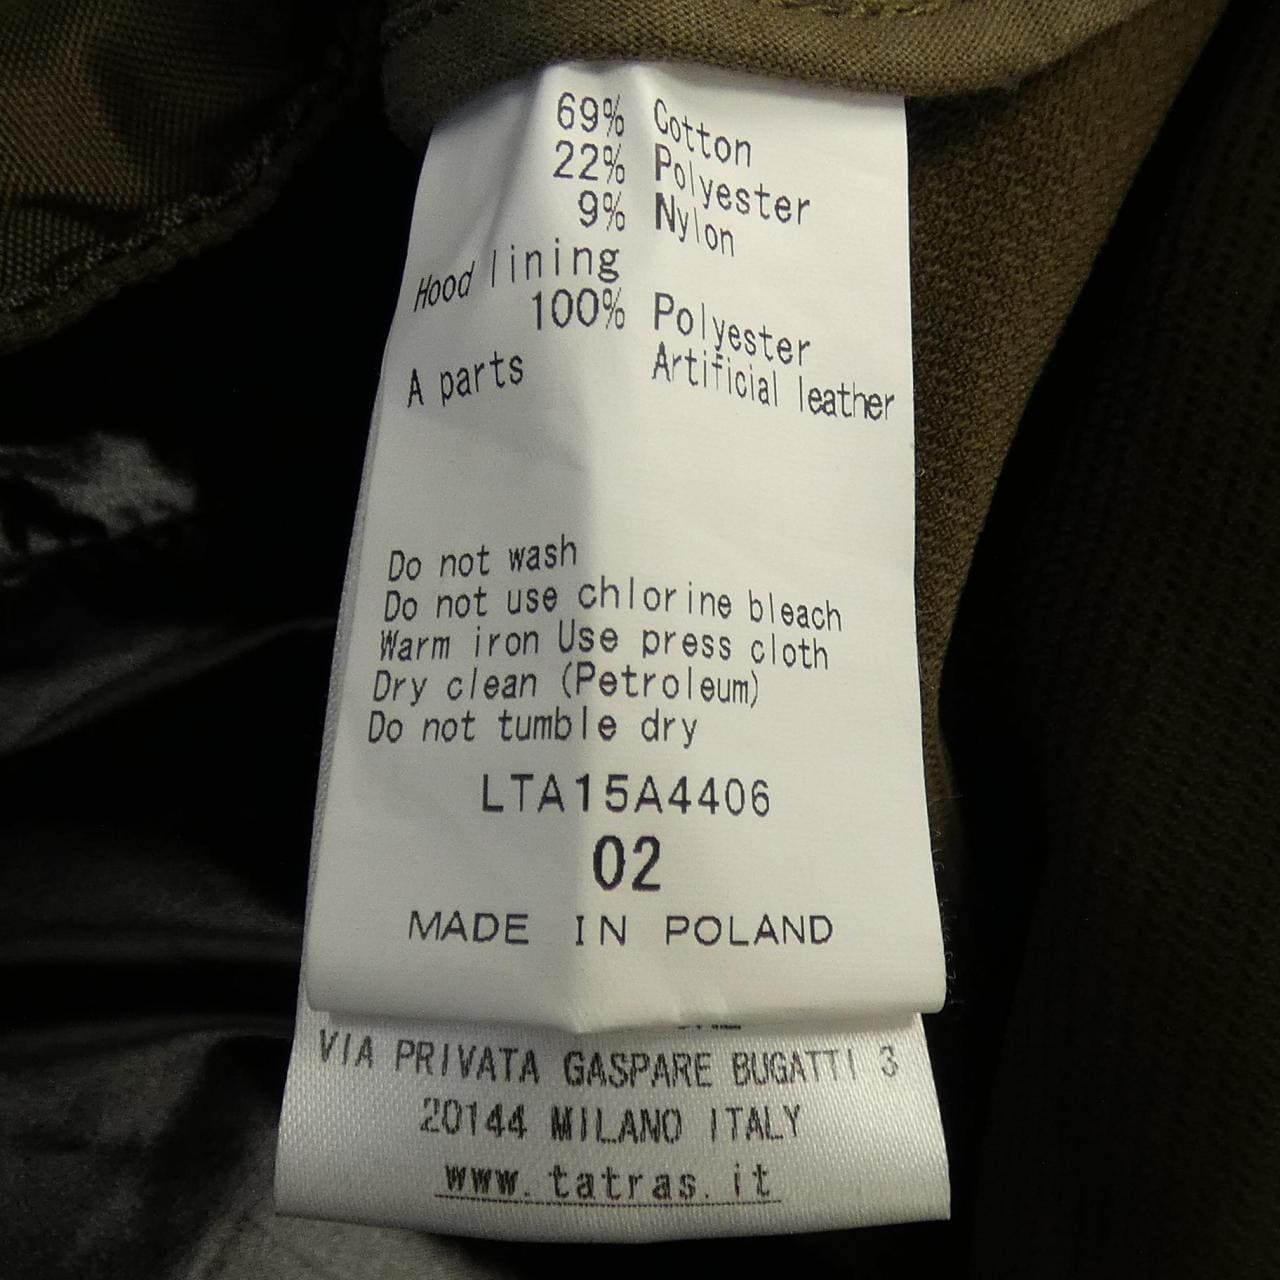 69% Cotton
22% Polyester
9% Nylon
Hood lining
100% Polyester
A parts Artificial leather
Do not wash
Do not use chlorine bleach
Warm iron Use press cloth
Dry clean (Petroleum)
Do not tumble dry
LTA15A4406
02
MADE IN POLAND
VIA PRIVATA GASPARE BUGATTI 3
20144 MILANO ITALY
www.tatras.it